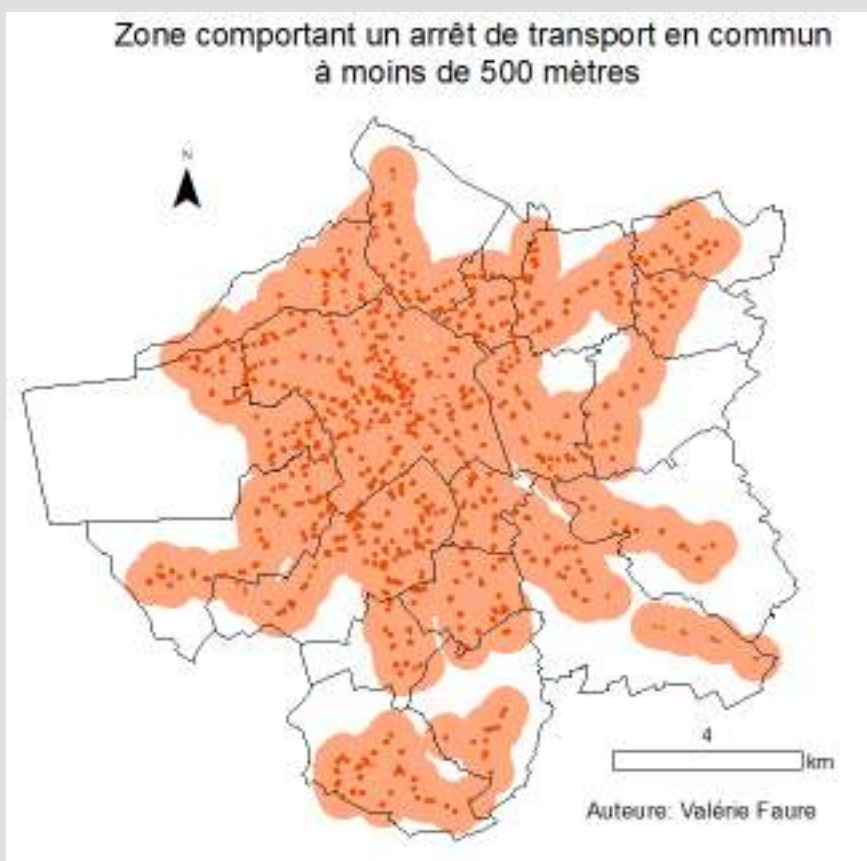 Zone comportant un arrêt de transport en commun
à moins de 500 mètres
N
4
km
Auteure: Valérie Faure